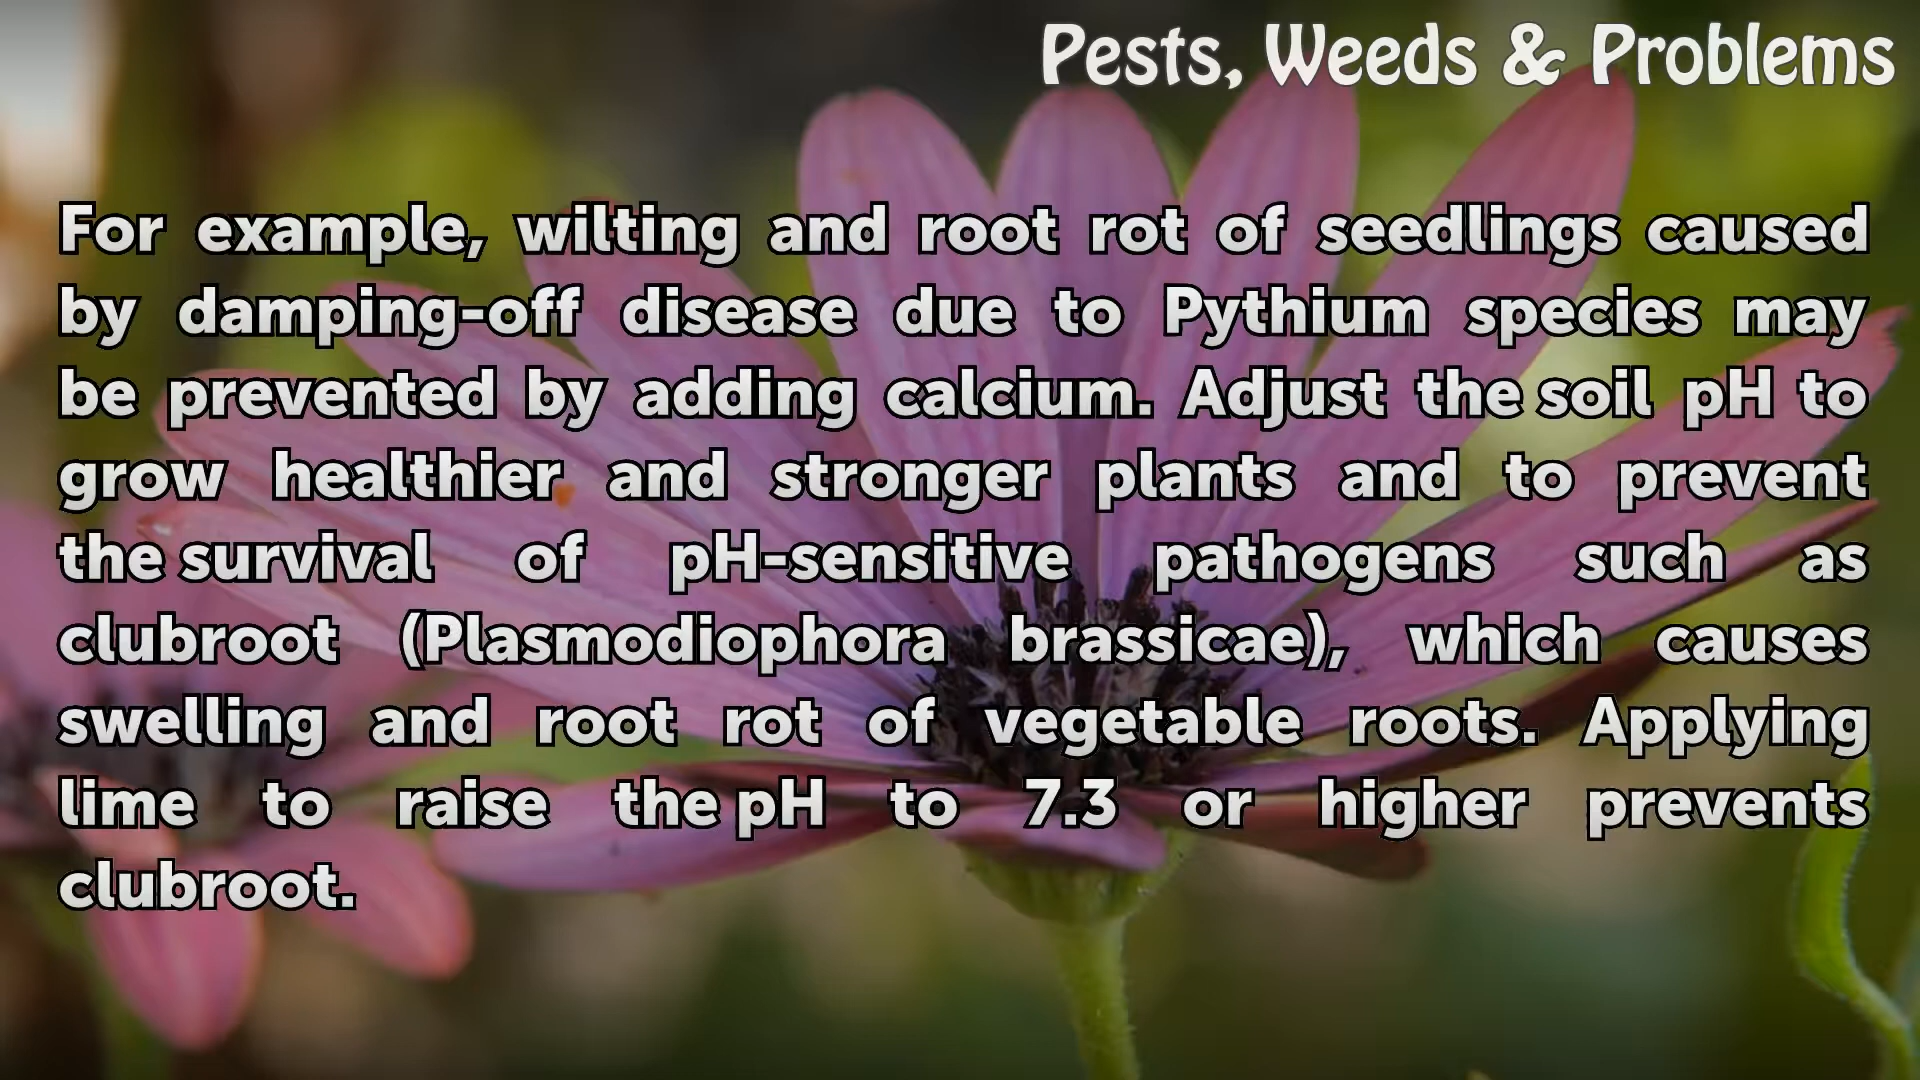 Pests, Weeds & Problems
For example, wilting and root rot of seedlings caused
by damping-off disease due to Pythium species may
be prevented by adding calcium. Adjust the soil pH to
grow healthier and stronger plants and to prevent
the survival of pH-sensitive pathogens such as
clubroot (Plasmodiophora brassicae), which causes
swelling and root rot of vegetable roots. Applying
lime to raise the pH to 7.3 or higher prevents
clubroot.